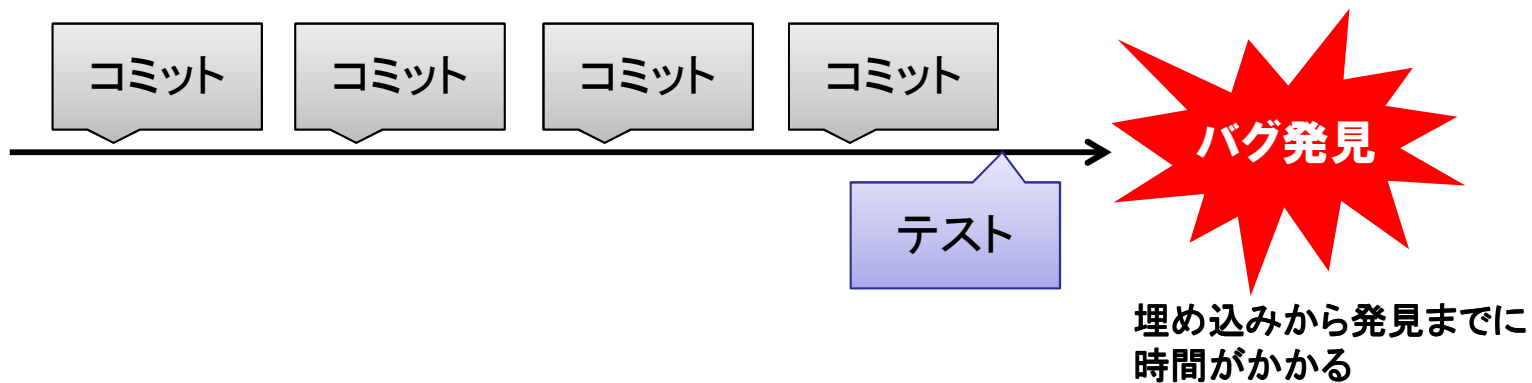 コミット
コミット
コミット
コミット
バグ発見
テスト
埋め込みから発見までに
時間がかかる